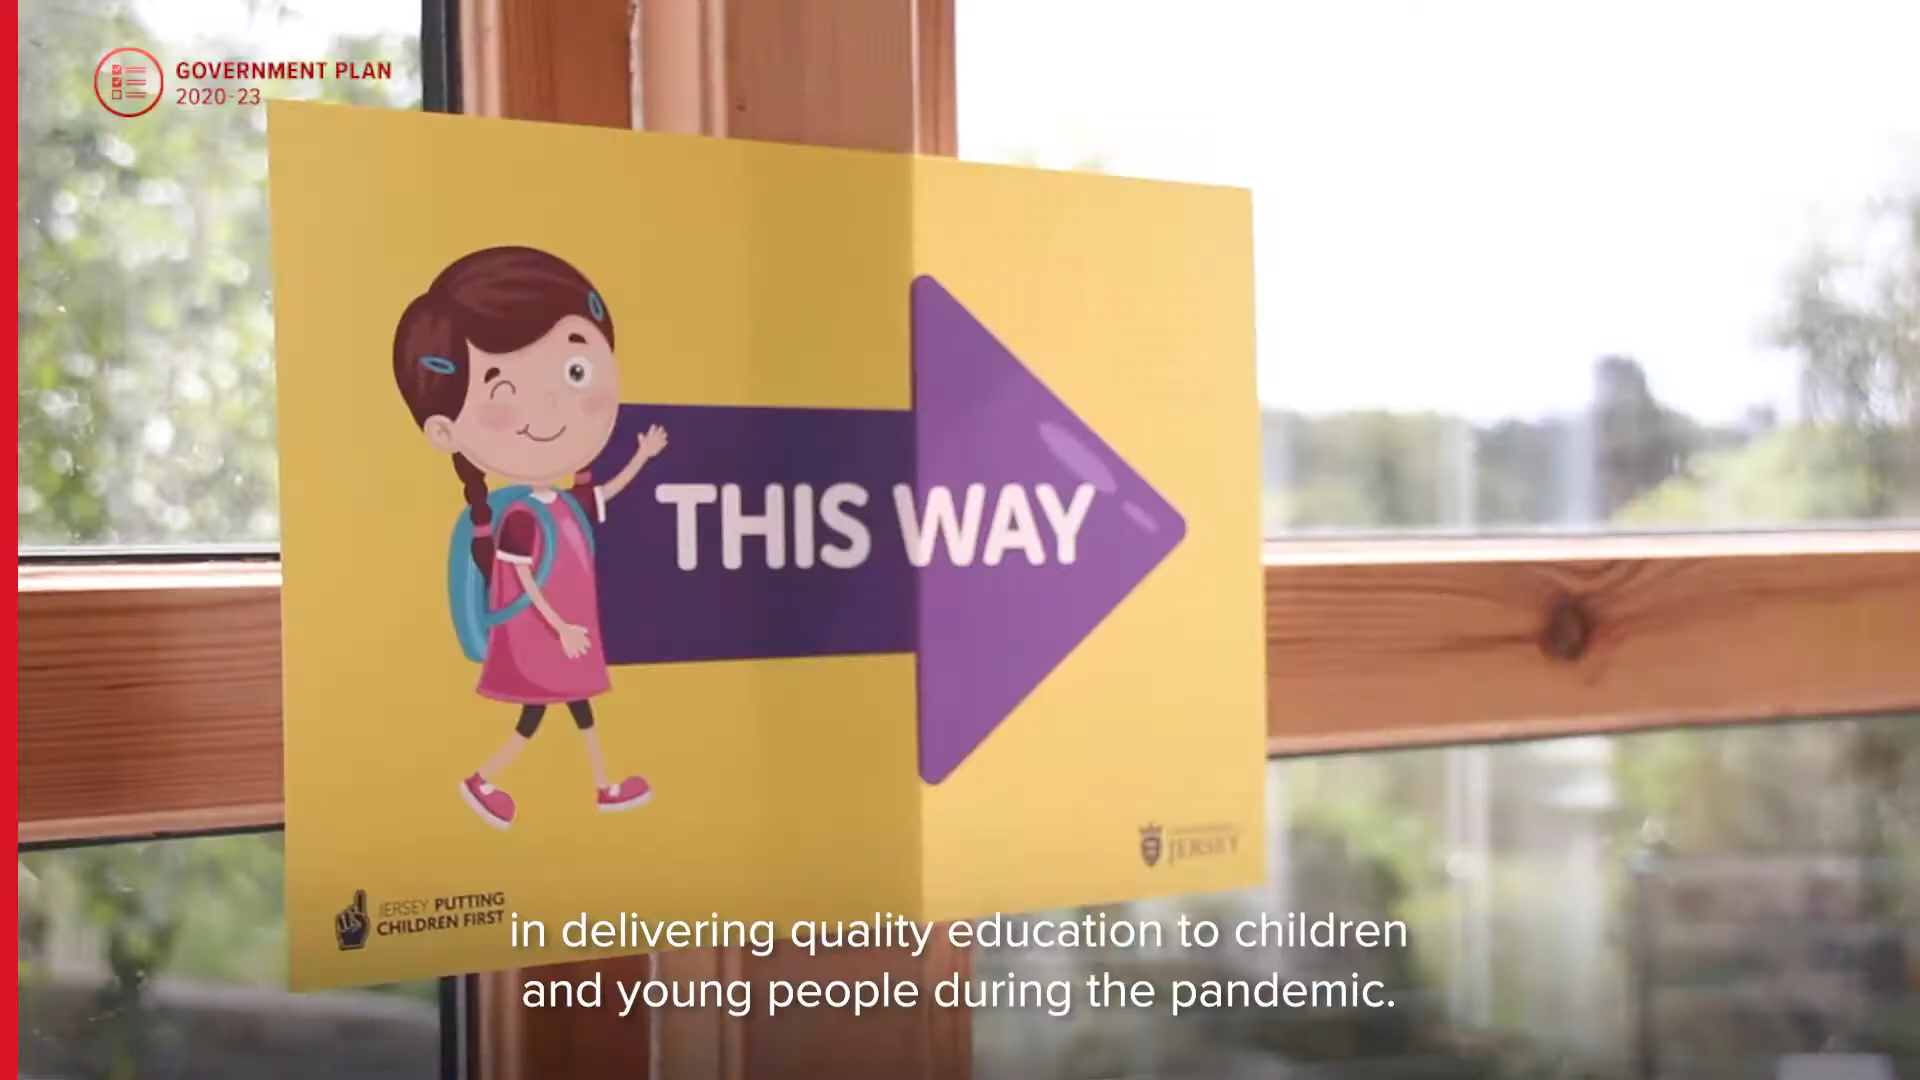 GOVERNMENT PLAN
2020-23
THIS WAY
JERSEY
JERSEY PUTTING
CHILDREN FIRST
in delivering quality education to children
and young people during the pandemic.